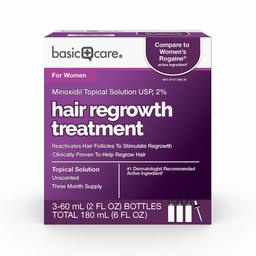 basic care®
Compare to
Women's
Rogaine®
active ingredient*
For Women
Minoxidil Topical Solution USP, 2%
hair regrowth
treatment
Reactivates Hair Follicles To Stimulate Regrowth
Clinically Proven To Help Regrow Hair
Topical Solution
Unscented
Three Month Supply
#1 Dermatologist Recommended
Active Ingredient†
3-60 mL (2 FL OZ) BOTTLES
TOTAL 180 mL (6 FL OZ)